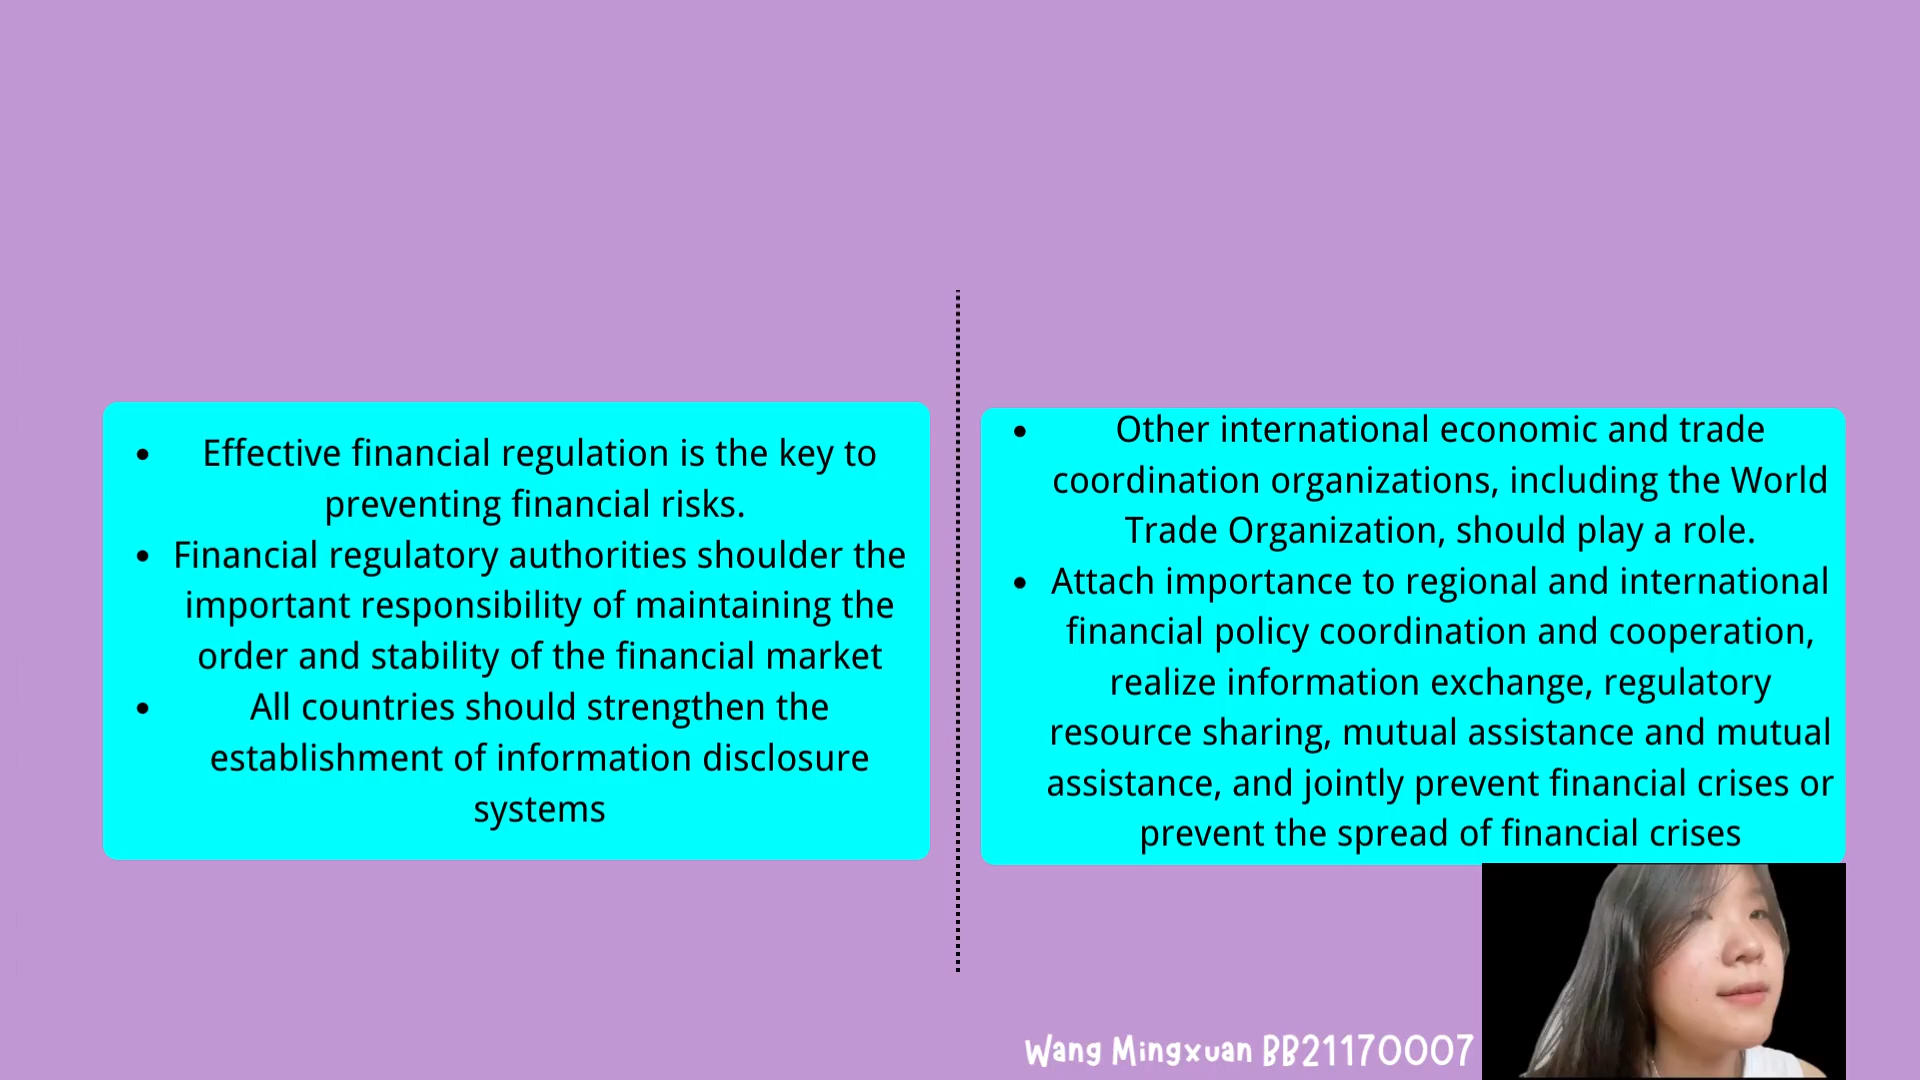 • Effective financial regulation is the key to
preventing financial risks.
• Financial regulatory authorities shoulder the
important responsibility of maintaining the
order and stability of the financial market
• All countries should strengthen the
establishment of information disclosure
systems
• Other international economic and trade
coordination organizations, including the World
Trade Organization, should play a role.
• Attach importance to regional and international
financial policy coordination and cooperation,
realize information exchange, regulatory
resource sharing, mutual assistance and mutual
assistance, and jointly prevent financial crises or
prevent the spread of financial crises
Wang Mingxuan BB21170007